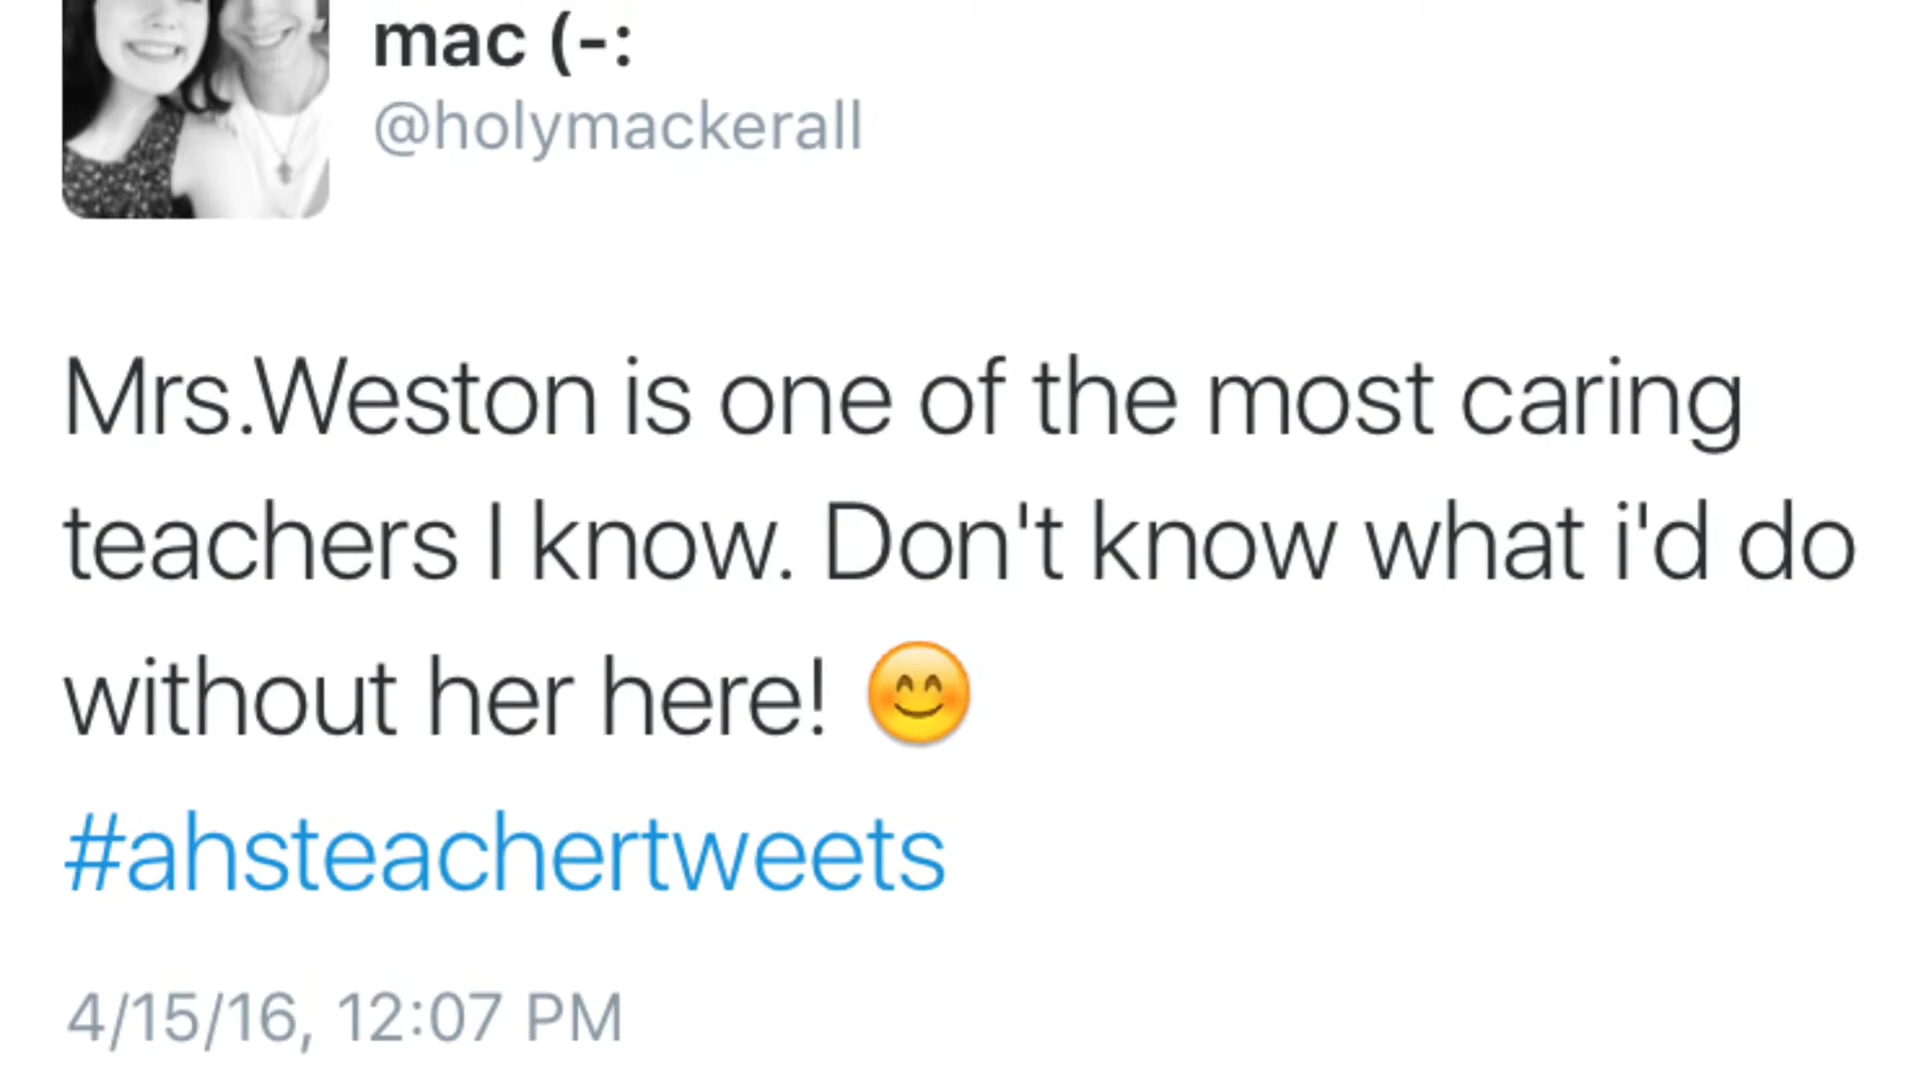 mac (-:
@holymackerall
Mrs.Weston is one of the most caring
teachers I know. Don't know what i'd do
without her here! 😊
#ahsteachertweets
4/15/16, 12:07 PM